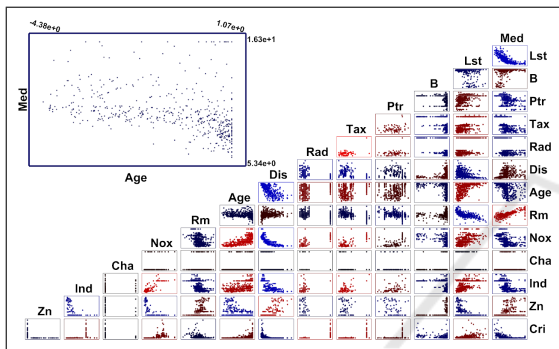 -4.38e+0
1.07e+0
1.63e+1
Med
5.34e+0
Age
Med
Lst
Lst
B
B
Ptr
Ptr
Tax
Tax
Rad
Rad
Dis
Dis
Age
Age
Rm
Rm
Nox
Nox
Cha
Cha
Ind
Ind
Zn
Zn
Cri